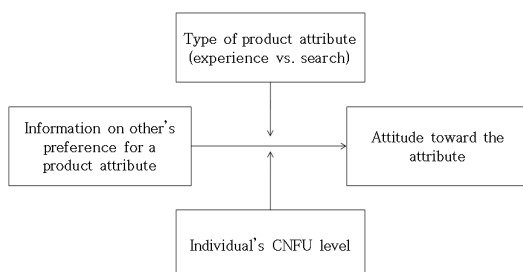 Type of product attribute
(experience vs. search)
Information on other's
preference for a
product attribute
Attitude toward the
attribute
Individual's CNFU level